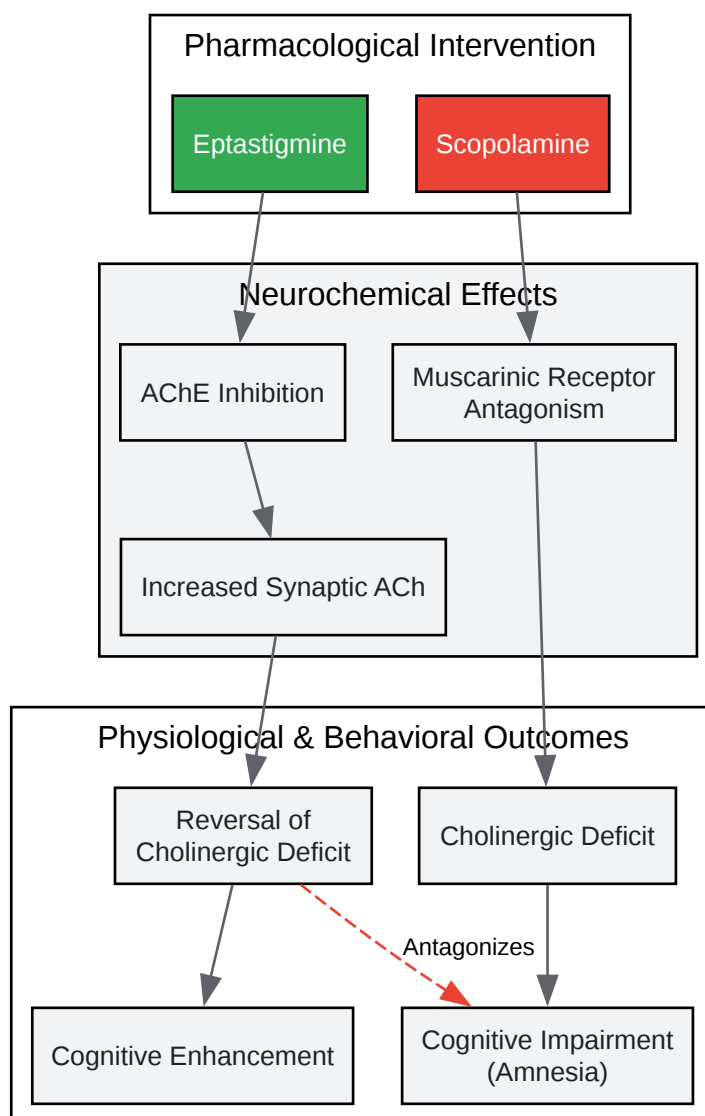 Pharmacological Intervention
Eptastigmine
Scopolamine
Neurochemical Effects
AChE Inhibition
Muscarinic Receptor
Antagonism
Increased Synaptic ACh
Physiological & Behavioral Outcomes
Reversal of
Cholinergic Deficit
Cholinergic Deficit
Antagonizes
Cognitive Enhancement
Cognitive Impairment
(Amnesia)